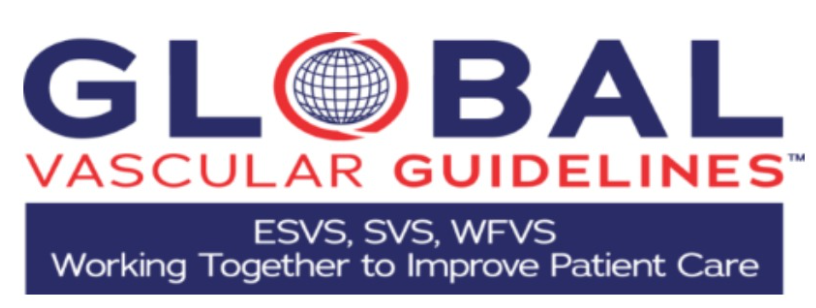 GLOBAL
VASCULAR GUIDELINES™
ESVS, SVS, WFVS
Working Together to Improve Patient Care